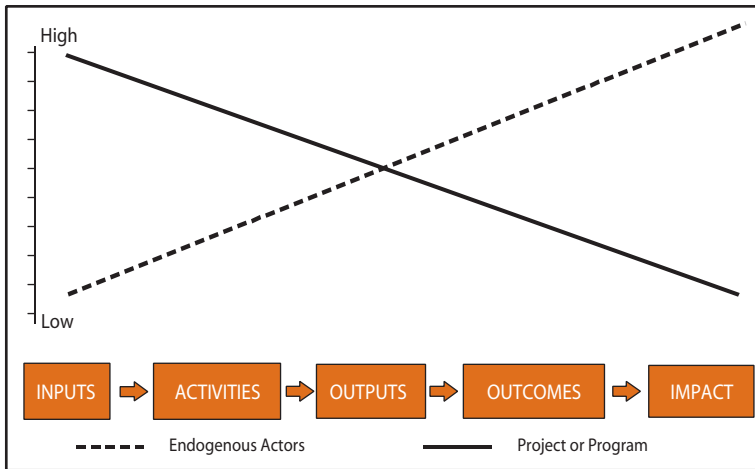 High
Low
INPUTS ACTIVITIES OUTPUTS OUTCOMES IMPACT
Endogenous Actors Project or Program